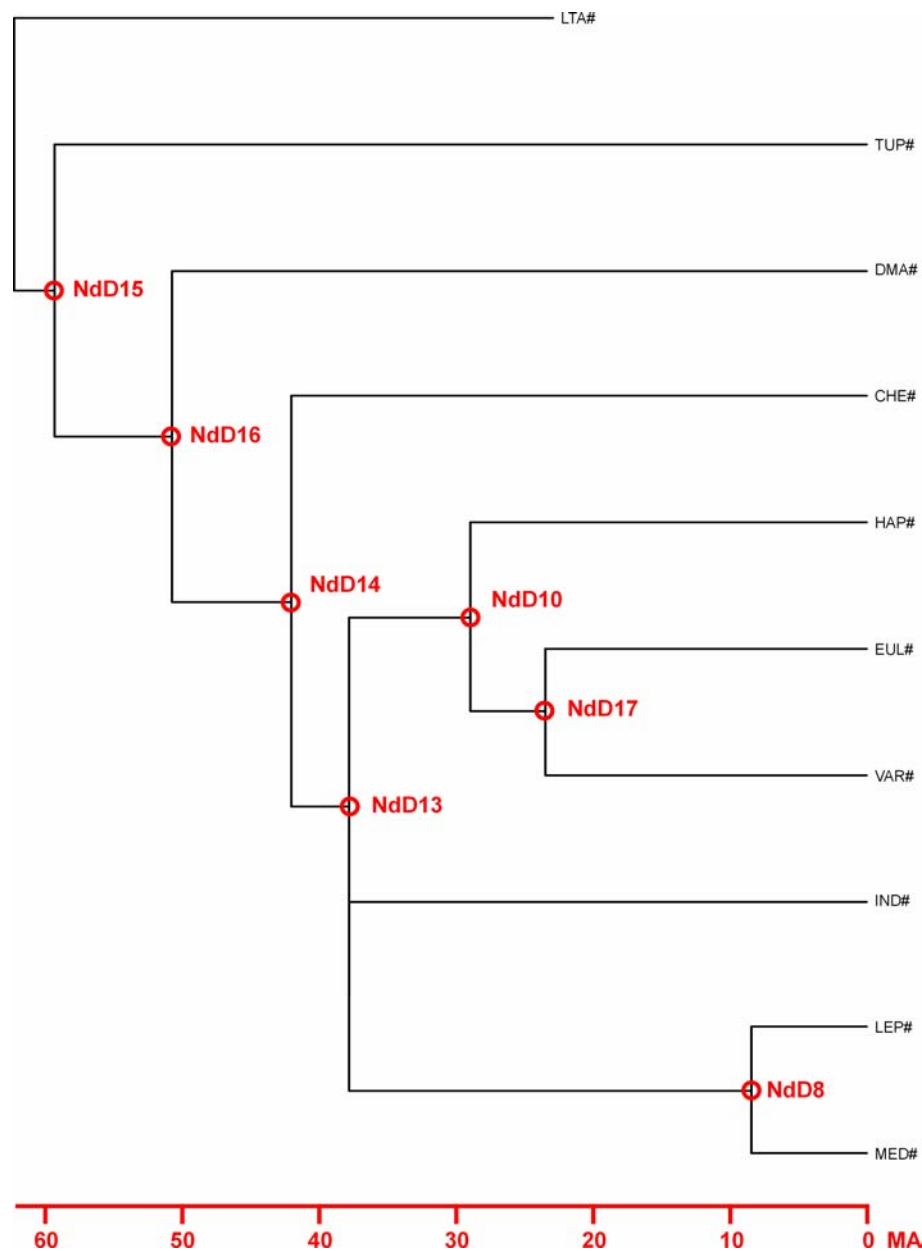 LTA#
TUP#
DMA#
NdD15
CHE#
NdD16
HAP#
NdD14
NdD10
EUL#
NdD17
VAR#
NdD13
IND#
LEP#
NdD8
MED#
60 50 40 30 20 10 0 MA